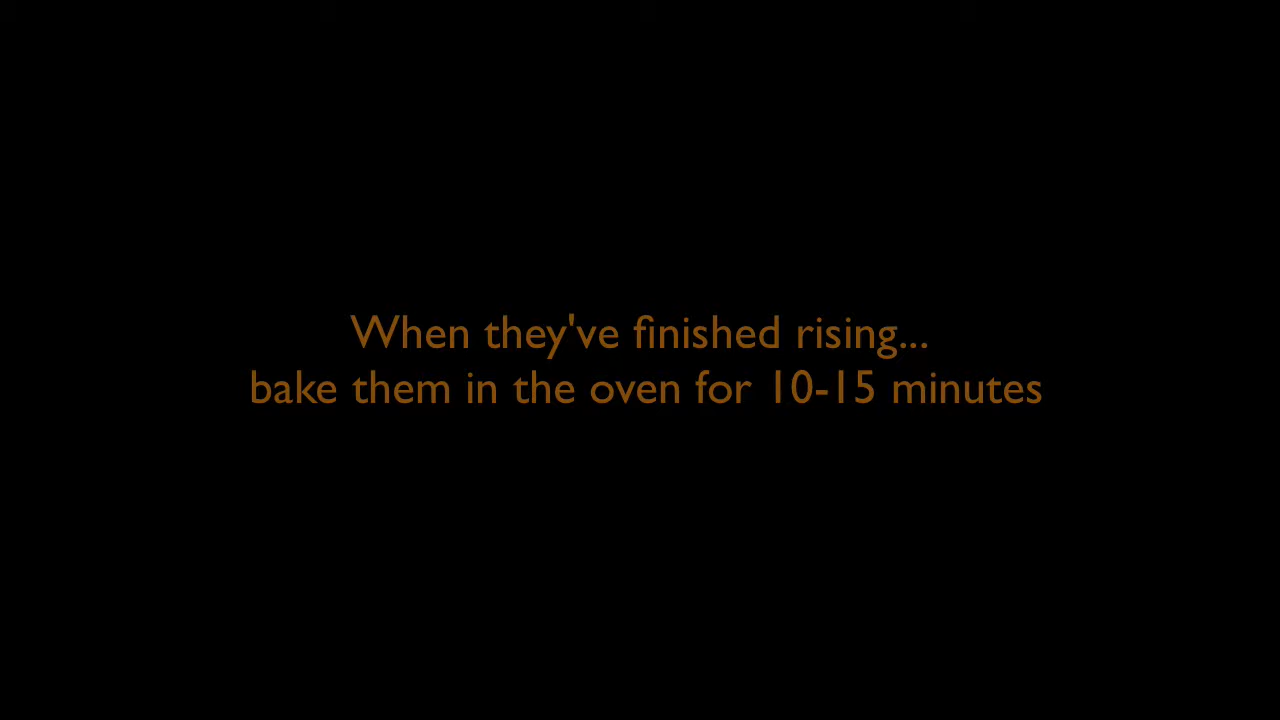 When they've finished rising...
bake them in the oven for 10-15 minutes